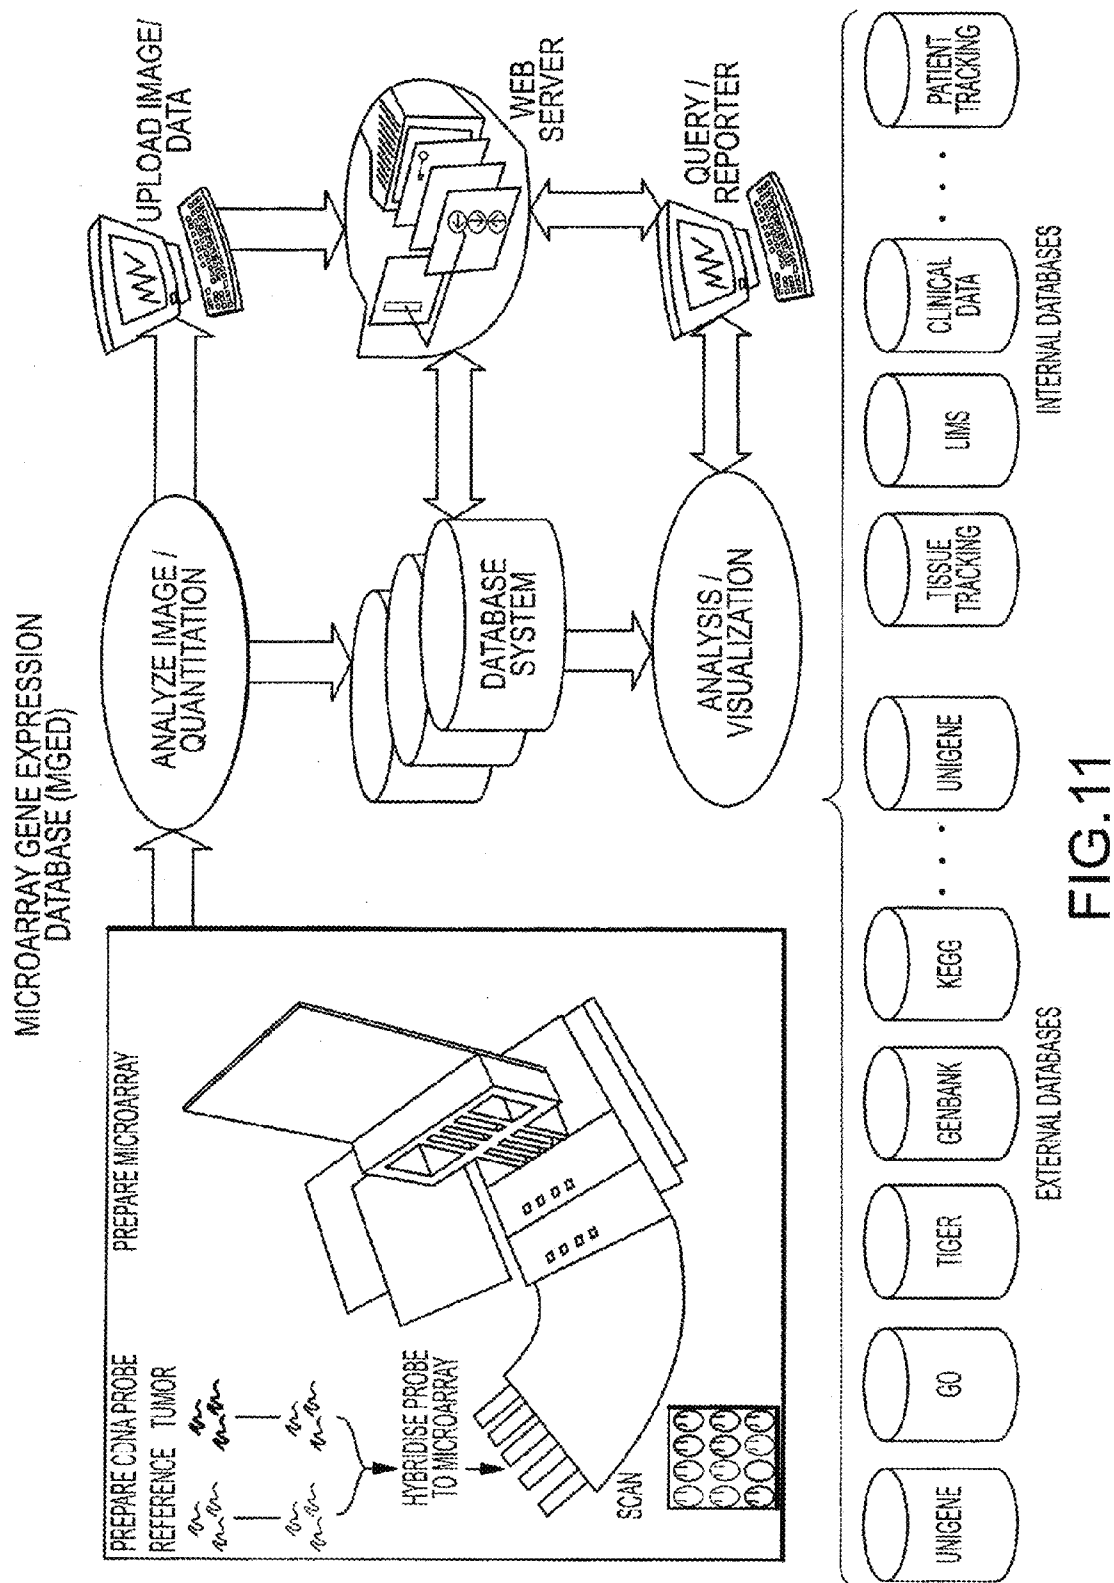 MICROARRAY GENE EXPRESSION
DATABASE (MGED)
PREPARE CDNA PROBE
REFERENCE TUMOR
PREPARE MICROARRAY
HYBRIDISE PROBE
TO MICROARRAY
SCAN
ANALYZE IMAGE /
QUANTITATION
UPLOAD IMAGE/
DATA
DATABASE
SYSTEM
WEB
SERVER
ANALYSIS /
VISUALIZATION
QUERY /
REPORTER
UNIGENE
GO
TIGER
GENBANK
KEGG
. . .
UNIGENE
TISSUE
TRACKING
LIMS
CLINICAL
DATA
. . .
PATIENT
TRACKING
EXTERNAL DATABASES
INTERNAL DATABASES
FIG.11